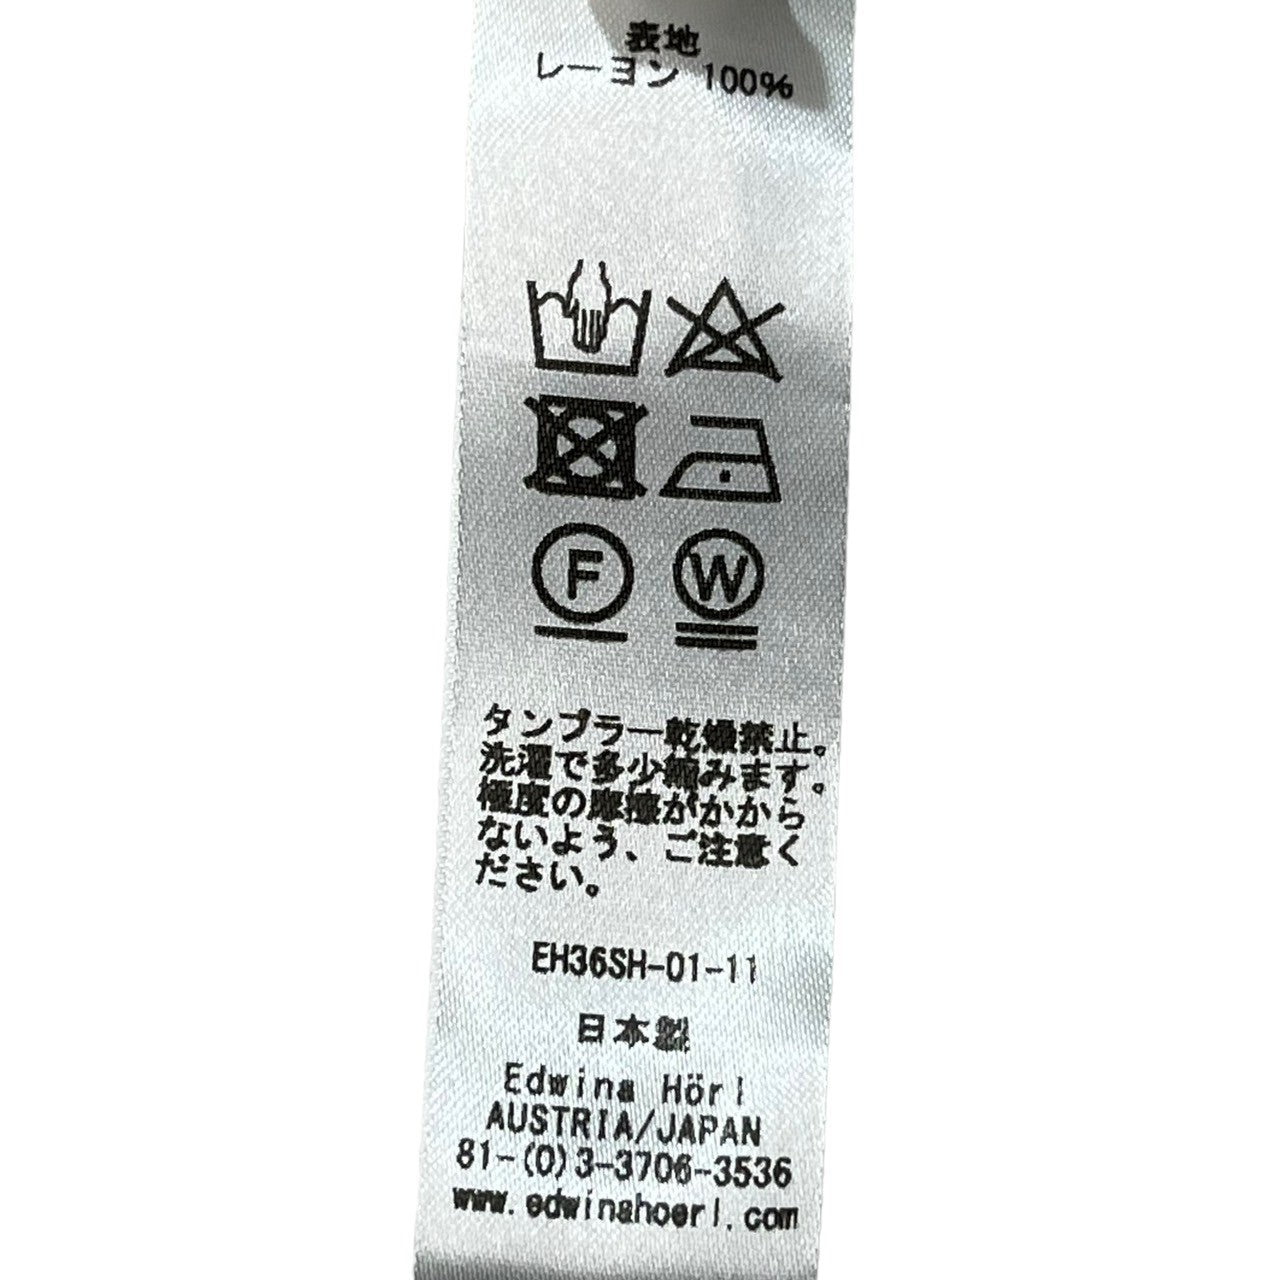 表地
レーヨン 100%
F
W
タンブラー乾燥禁止。
洗濯で多少縮みます。
極度の摩擦がかから
ないよう、ご注意く
ださい。
EH36SH-01-11
日本製
Edwina Hörl
AUSTRIA/JAPAN
81-(0)3-3706-3536
www.edwinahoerl.com